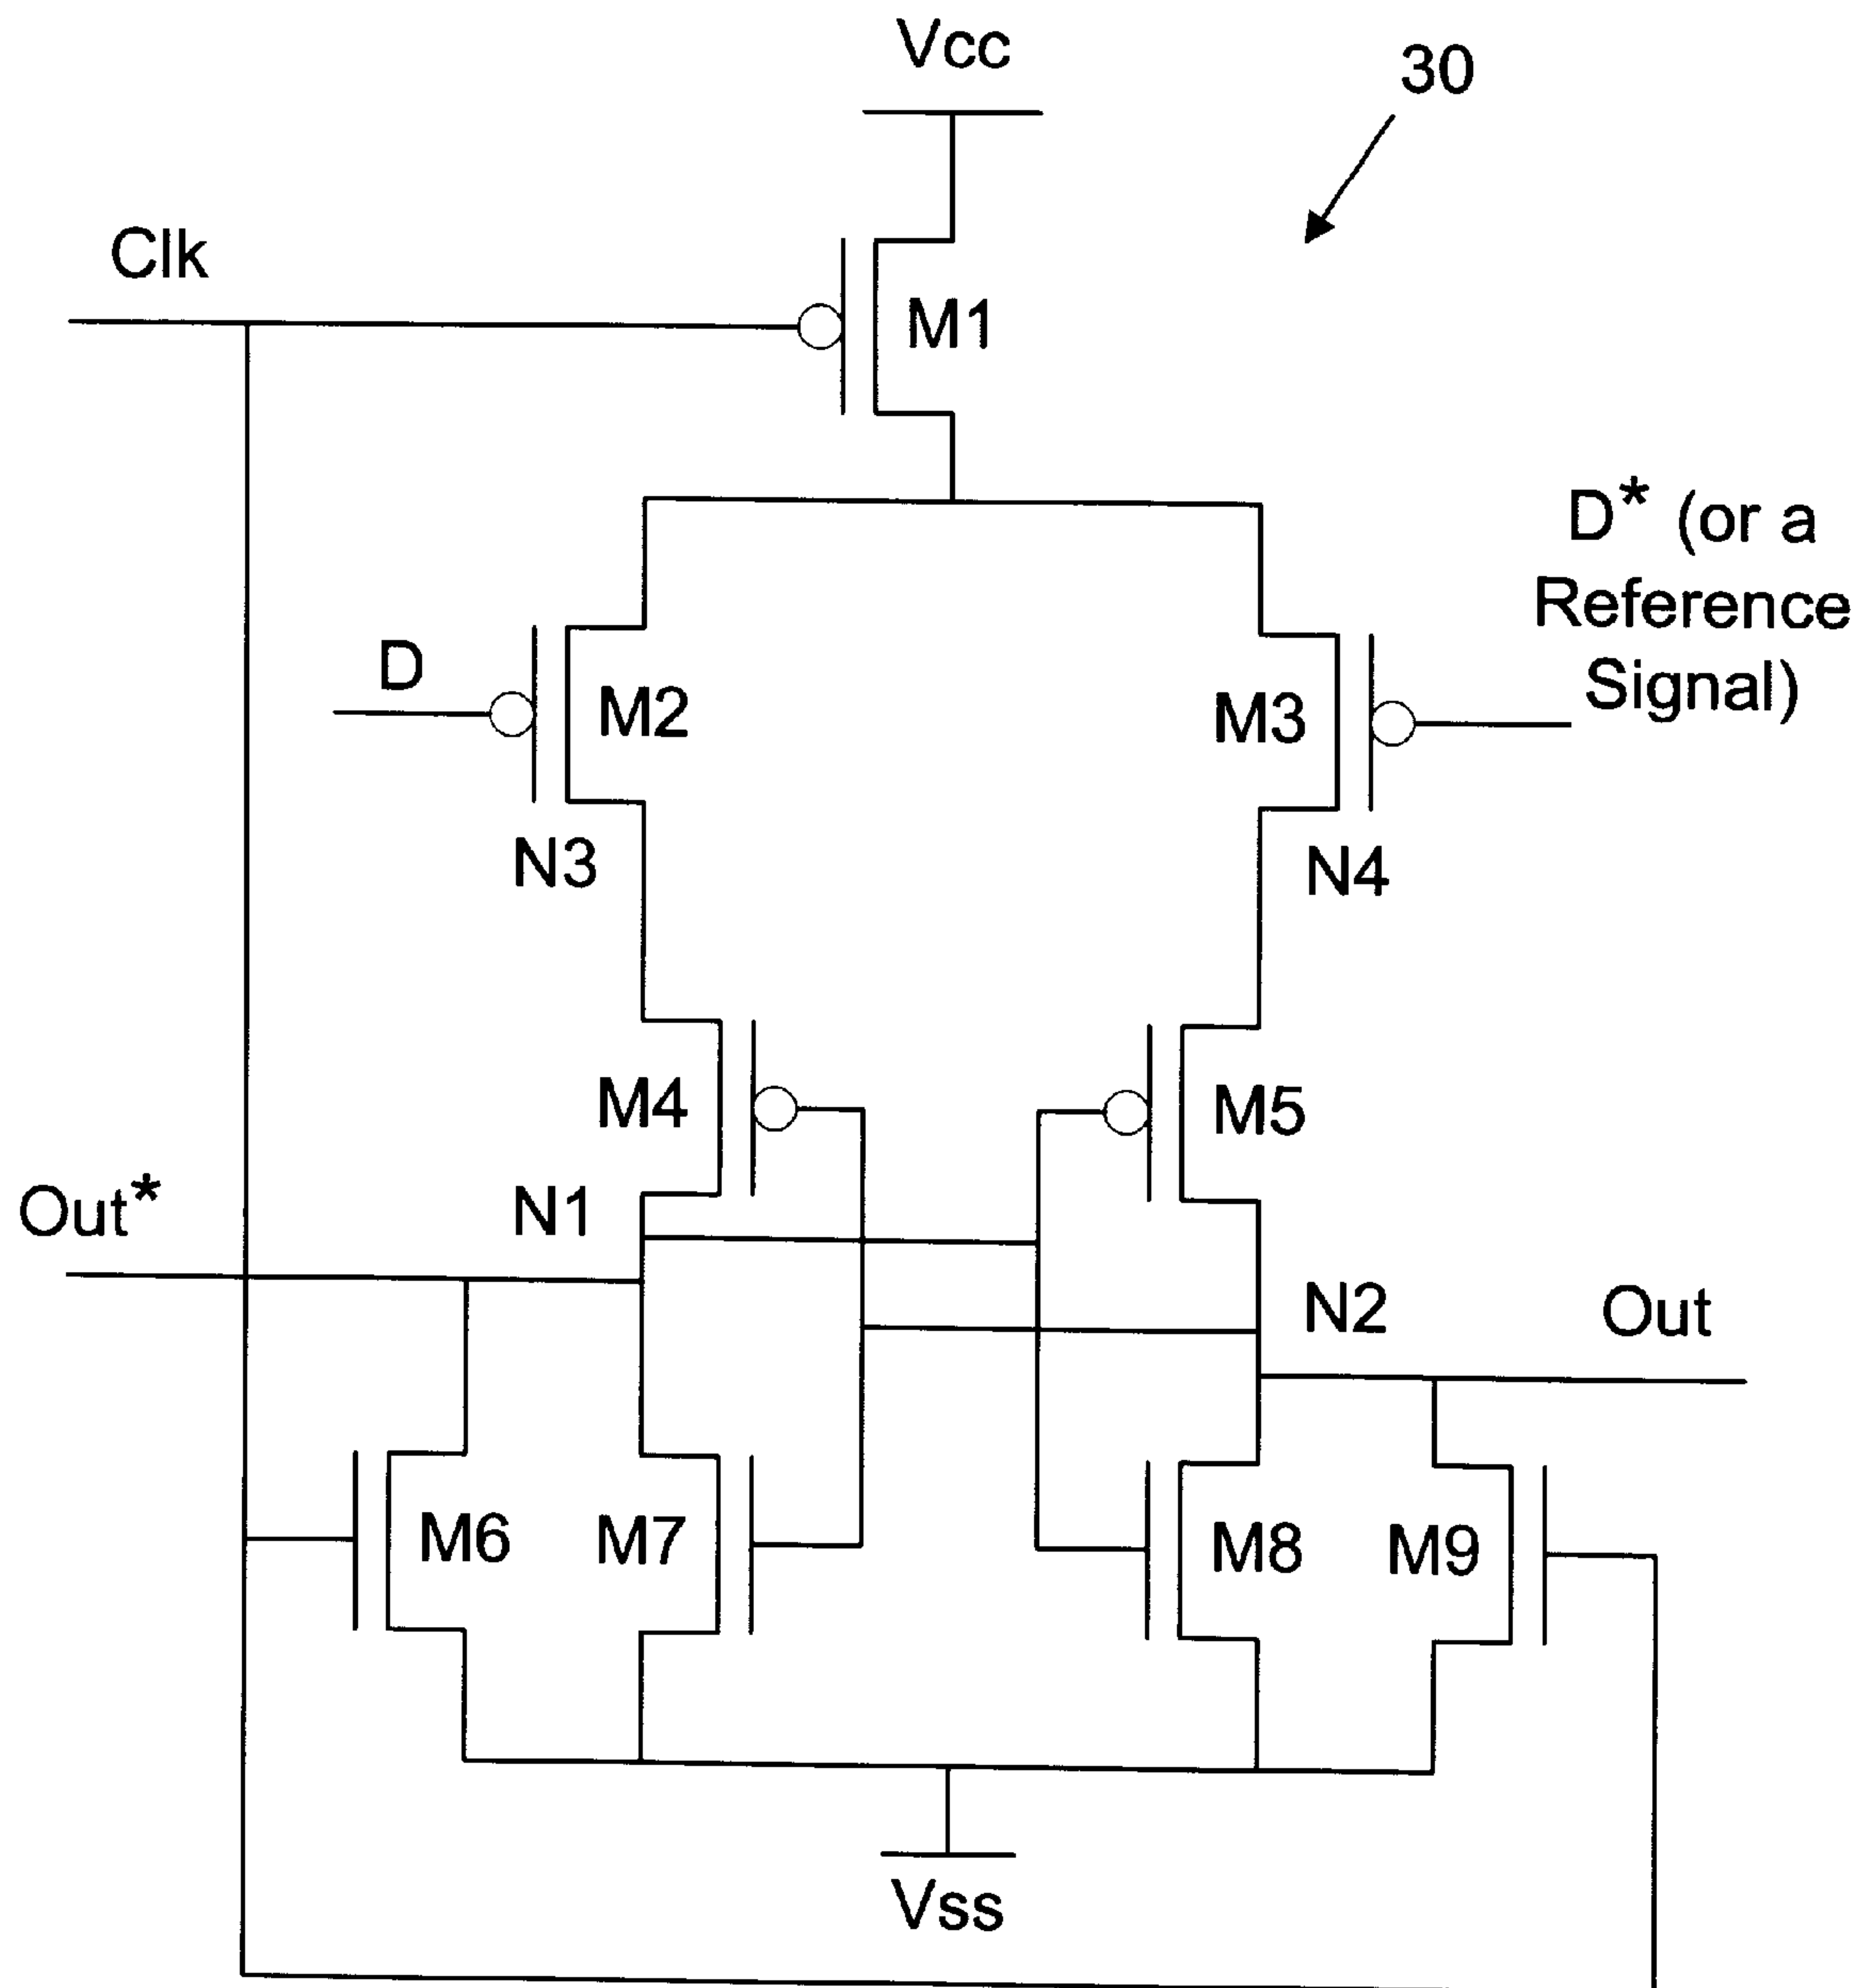 Vcc
30
Clk
M1
D* (or a
Reference
Signal)
D
M2
M3
N3
N4
M4
M5
Out*
N1
N2
Out
M6
M7
M8
M9
Vss